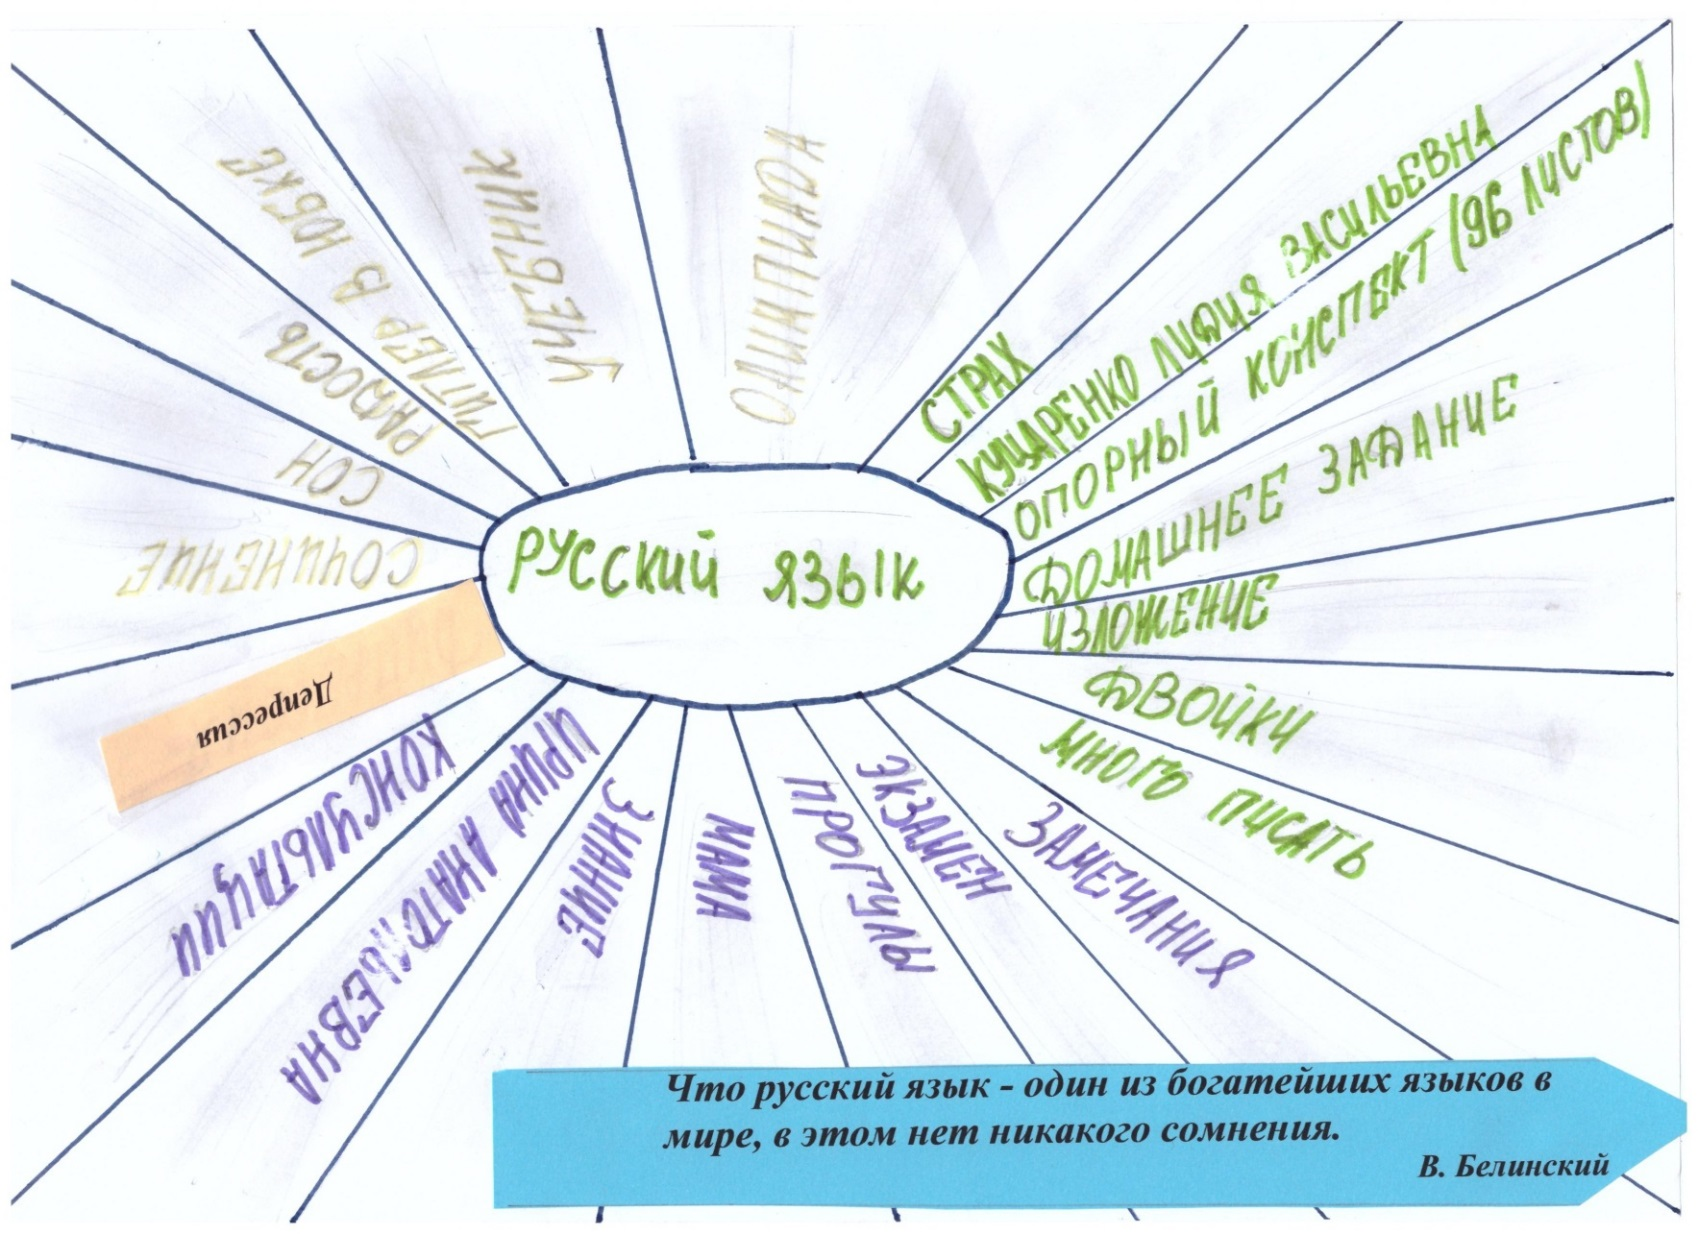 РУССКИЙ ЯЗЫК
ОЛИМПИАДА
СТРАХ
КУЦАРЕНКО ЛИДИЯ ВАСИЛЬЕВНА
ОПОРНЫЙ КОНСПЕКТ (96 ЛИСТОВ)
ДОМАШНЕЕ ЗАДАНИЕ
ИЗЛОЖЕНИЕ
ДВОЙКИ
МНОГО ПИСАТЬ
ЗАМЕЧАНИЯ
ЭКЗАМЕН
ПРОГУЛЫ
МАМА
ЗНАНИЕ
ИРИНА АНАТОЛЬЕВНА
КОНСУЛЬТАЦИИ
Депрессия
СОЧИНЕНИЕ
СОН
РАДОСТЬ
ГИТЛЕР В ЮБКЕ
УЧЕБНИК
Что русский язык - один из богатейших языков в
мире, в этом нет никакого сомнения.
В. Белинский